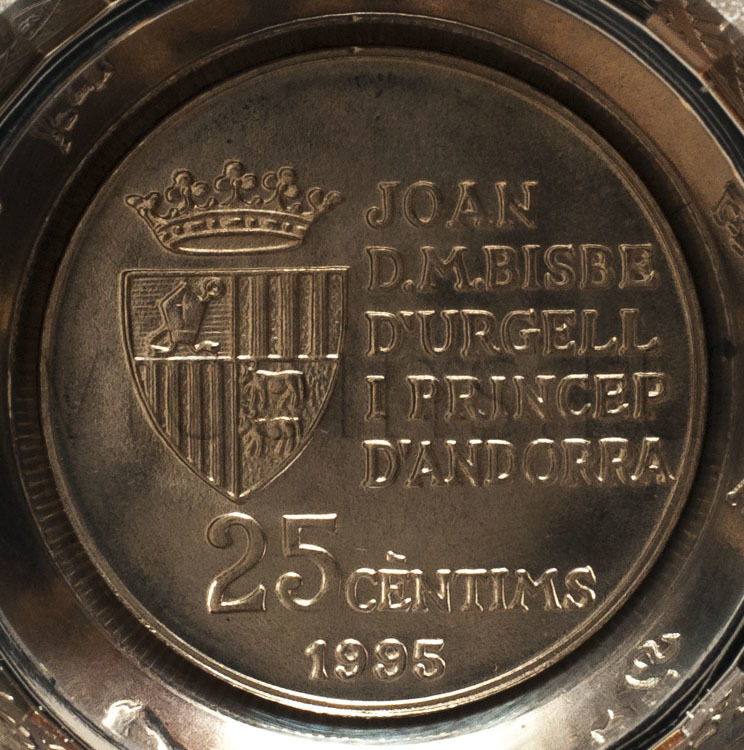 JOAN
D.M.BISBE
D'URGELL
I PRINCEP
D'ANDORRA
25 CÈNTIMS
1995